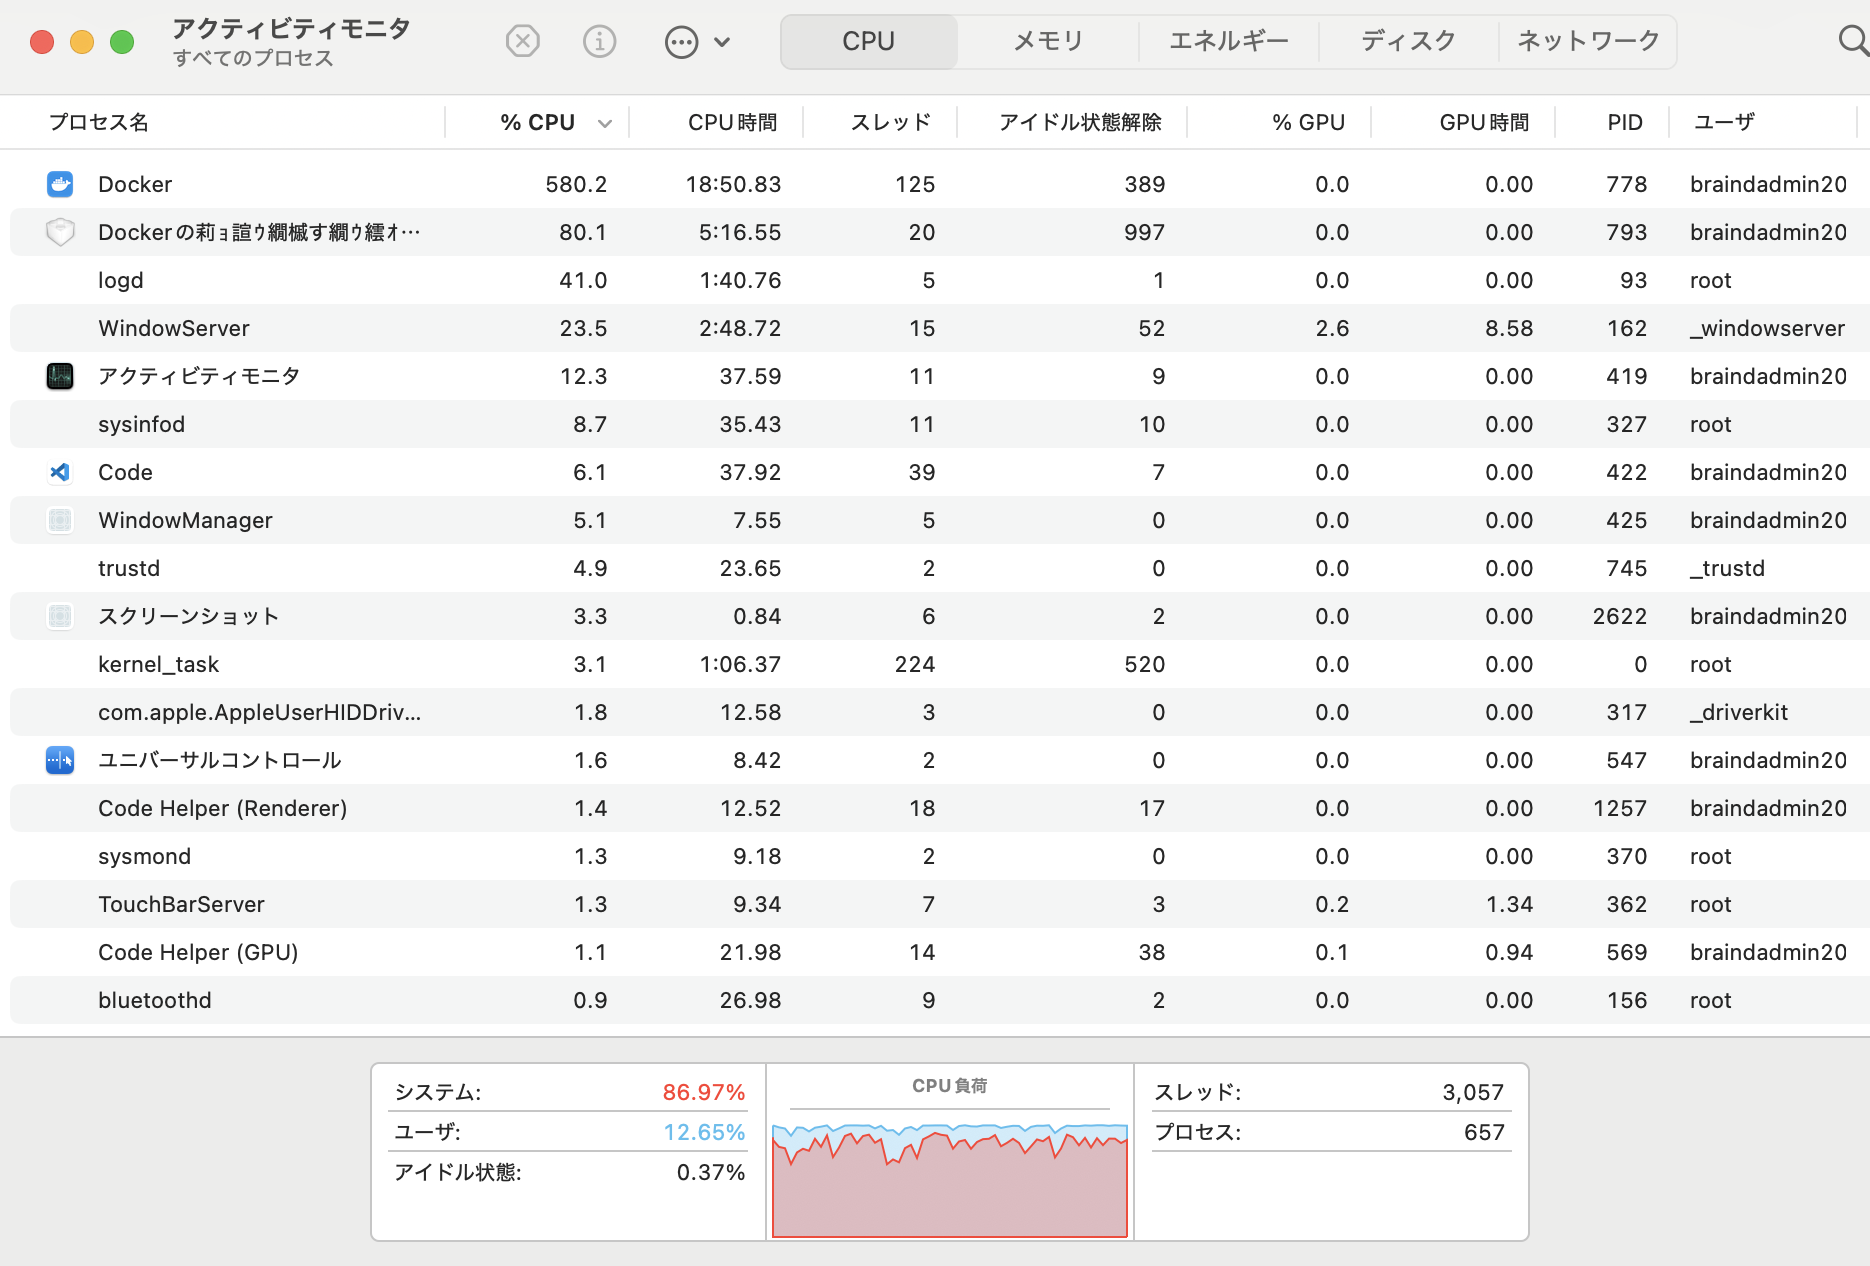 アクティビティモニタ
すべてのプロセス
CPU メモリ エネルギー ディスク ネットワーク
プロセス名 % CPU CPU時間 スレッド アイドル状態解除 % GPU GPU時間 PID ユーザ
Docker 580.2 18:50.83 125 389 0.0 0.00 778 braindadmin20
Dockerの莉ョ諠ｳ繝槭す繝ｳ繧ｵ… 80.1 5:16.55 20 997 0.0 0.00 793 braindadmin20
logd 41.0 1:40.76 5 1 0.0 0.00 93 root
WindowServer 23.5 2:48.72 15 52 2.6 8.58 162 _windowserver
アクティビティモニタ 12.3 37.59 11 9 0.0 0.00 419 braindadmin20
sysinfod 8.7 35.43 11 10 0.0 0.00 327 root
Code 6.1 37.92 39 7 0.0 0.00 422 braindadmin20
WindowManager 5.1 7.55 5 0 0.0 0.00 425 braindadmin20
trustd 4.9 23.65 2 0 0.0 0.00 745 _trustd
スクリーンショット 3.3 0.84 6 2 0.0 0.00 2622 braindadmin20
kernel_task 3.1 1:06.37 224 520 0.0 0.00 0 root
com.apple.AppleUserHIDDriv... 1.8 12.58 3 0 0.0 0.00 317 _driverkit
ユニバーサルコントロール 1.6 8.42 2 0 0.0 0.00 547 braindadmin20
Code Helper (Renderer) 1.4 12.52 18 17 0.0 0.00 1257 braindadmin20
sysmond 1.3 9.18 2 0 0.0 0.00 370 root
TouchBarServer 1.3 9.34 7 3 0.2 1.34 362 root
Code Helper (GPU) 1.1 21.98 14 38 0.1 0.94 569 braindadmin20
bluetoothd 0.9 26.98 9 2 0.0 0.00 156 root
システム: 86.97%
ユーザ: 12.65%
アイドル状態: 0.37%
CPU負荷
スレッド: 3,057
プロセス: 657